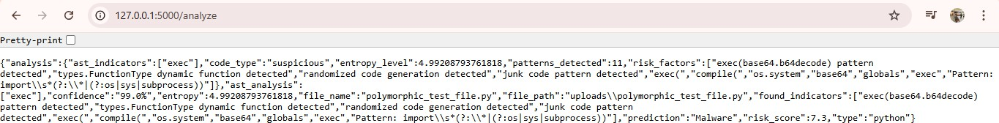 127.0.0.1:5000/analyze
Pretty-print
{"analysis":{"ast_indicators":["exec"],"code_type":"suspicious","entropy_level":4.99208793761818,"patterns_detected":11,"risk_factors":["exec(base64.b64decode) pattern
detected","types.FunctionType dynamic function detected","randomized code generation detected","junk code pattern detected","exec(","compile(","os.system","base64","globals","exec","Pattern:
import\\s*(?:\\*|(?:os|sys|subprocess))"]},"ast_analysis":
["exec"],"confidence":"99.0%","entropy":4.99208793761818,"file_name":"polymorphic_test_file.py","file_path":"uploads\\polymorphic_test_file.py","found_indicators":["exec(base64.b64decode)
pattern detected","types.FunctionType dynamic function detected","randomized code generation detected","junk code pattern
detected","exec(","compile(","os.system","base64","globals","exec","Pattern: import\\s*(?:\\*|(?:os|sys|subprocess))"],"prediction":"Malware","risk_score":7.3,"type":"python"}